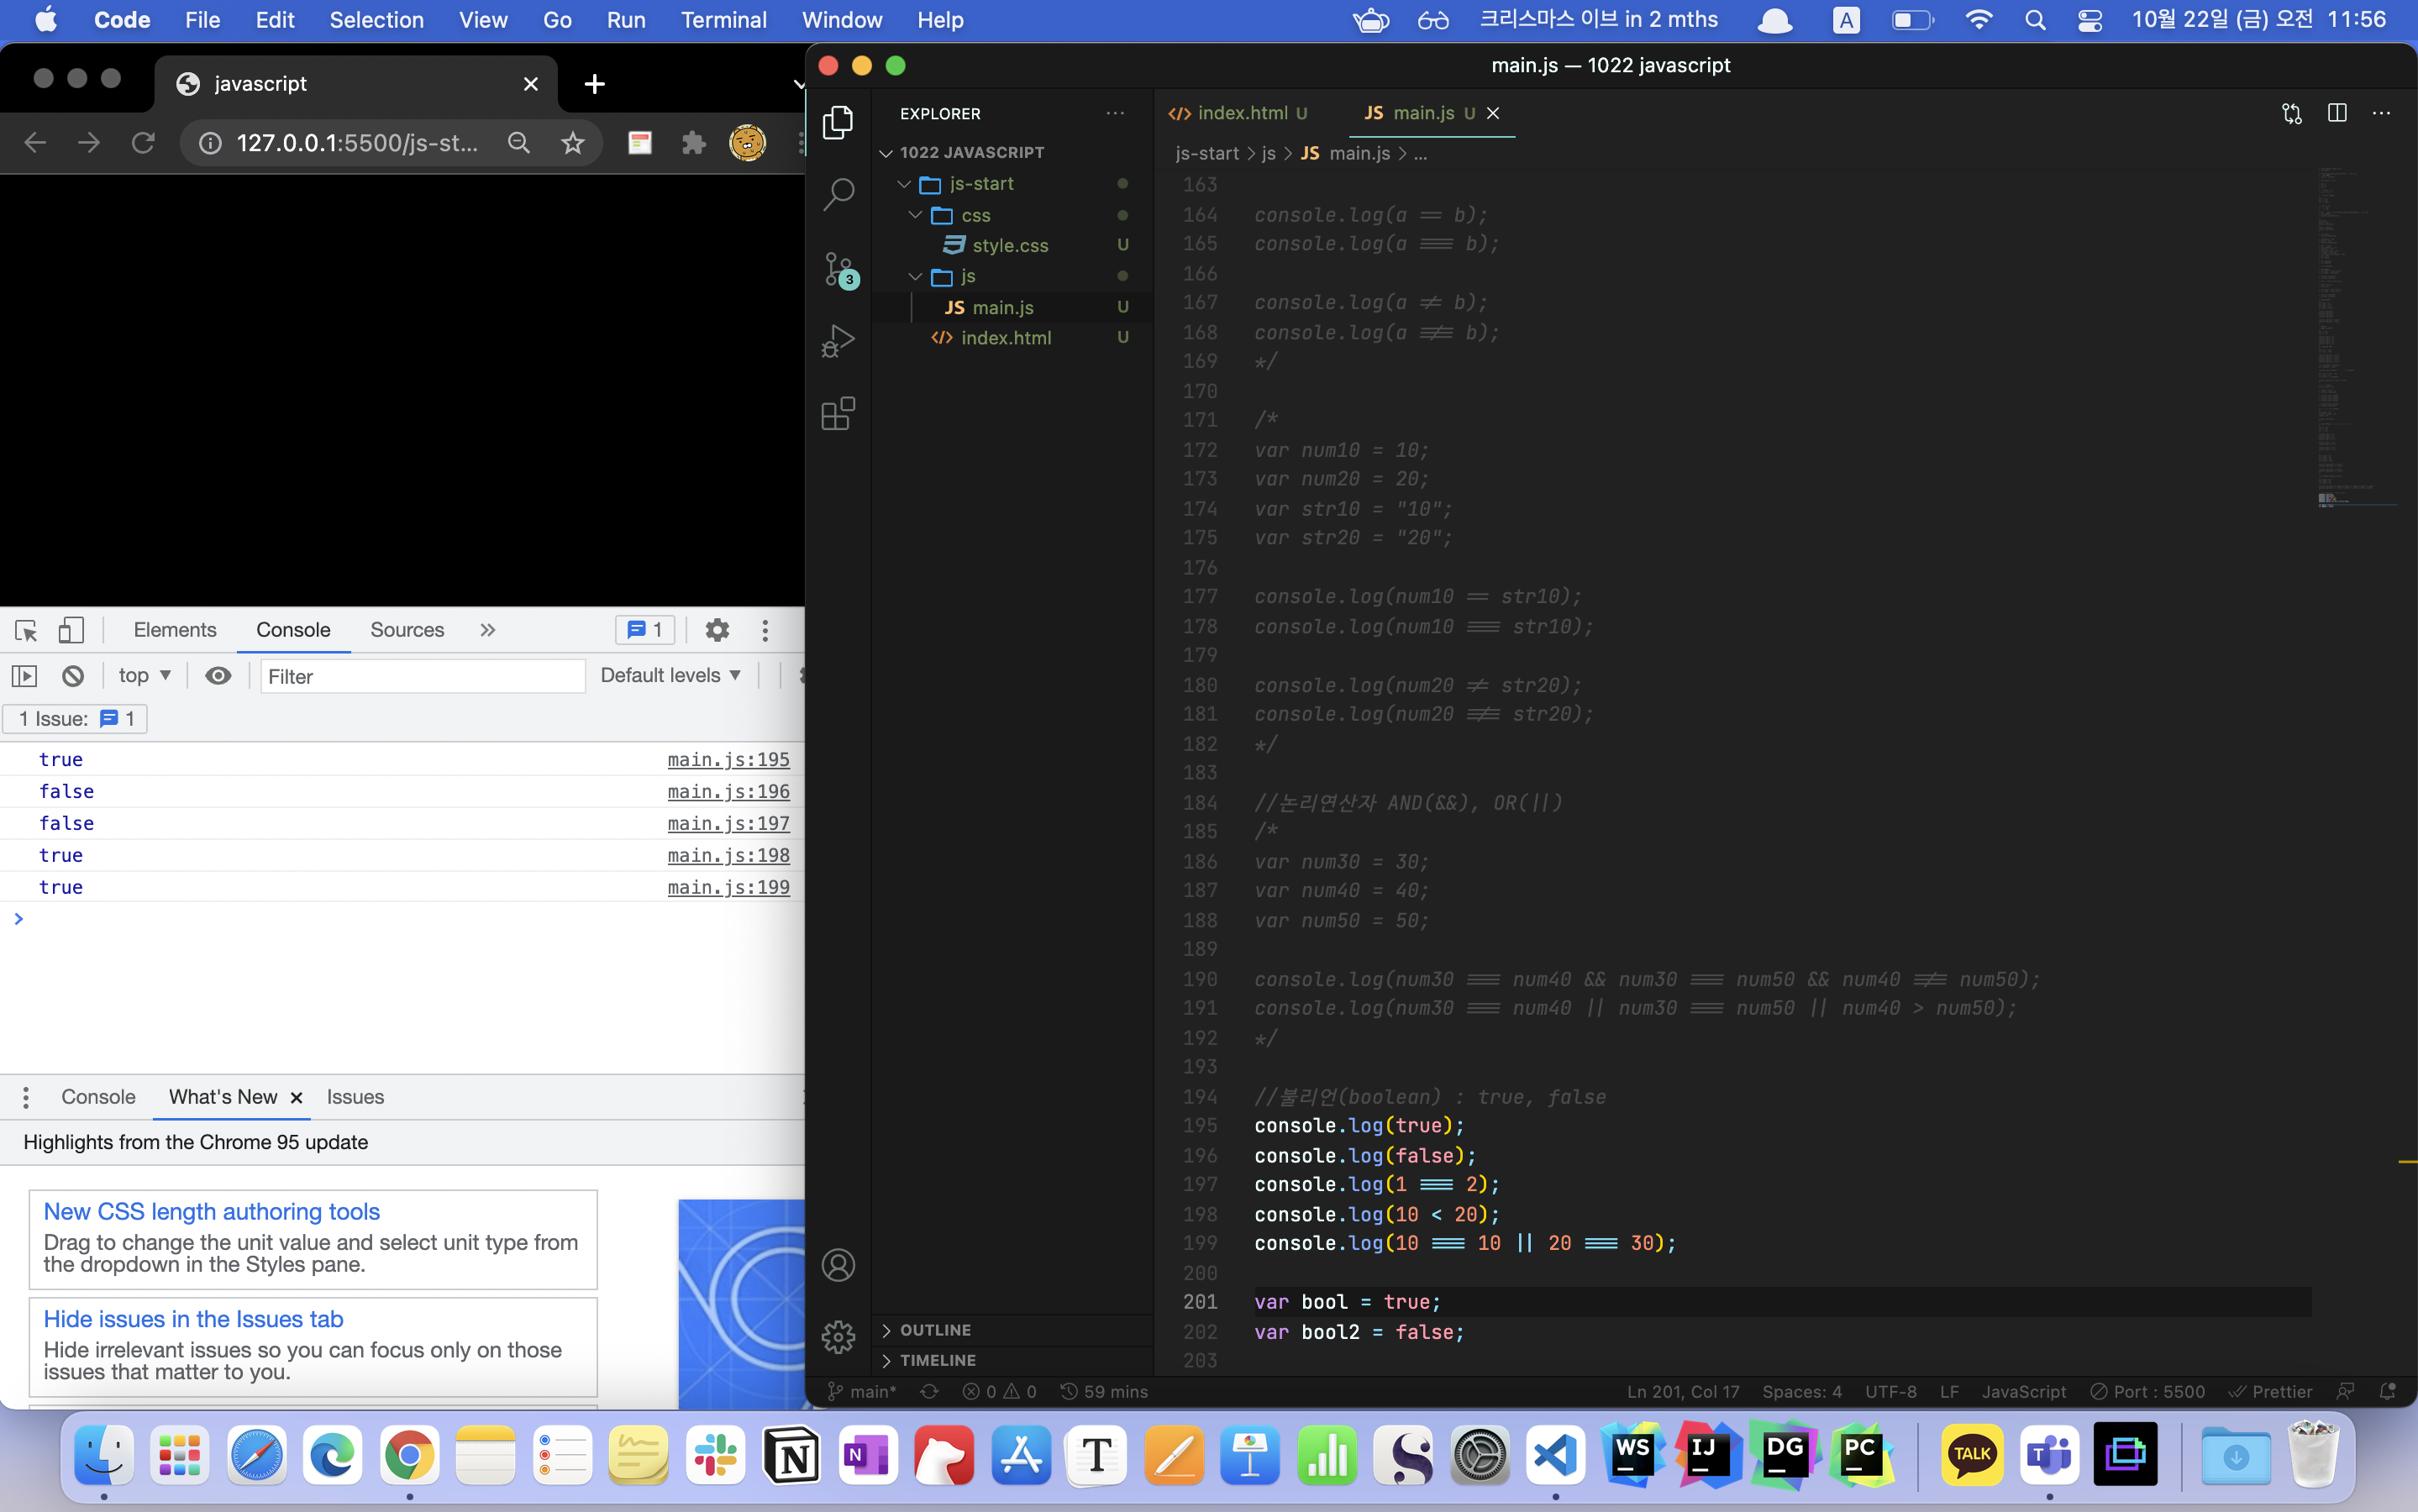 Code File Edit Selection View Go Run Terminal Window Help
크리스마스 이브 in 2 mths
A
10월 22일 (금) 오전 11:56
javascript
127.0.0.1:5500/js-st...
Elements Console Sources
1
top
Filter
Default levels
1 Issue: 1
true main.js:195
false main.js:196
false main.js:197
true main.js:198
true main.js:199
Console What's New Issues
Highlights from the Chrome 95 update
New CSS length authoring tools
Drag to change the unit value and select unit type from
the dropdown in the Styles pane.
Hide issues in the Issues tab
Hide irrelevant issues so you can focus only on those
issues that matter to you.
main.js — 1022 javascript
EXPLORER
1022 JAVASCRIPT
js-start
css
style.css U
js
JS main.js U
index.html U
3
OUTLINE
TIMELINE
index.html U
JS main.js U
js-start > js > JS main.js > ...
163
164 console.log(a == b);
165 console.log(a === b);
166
167 console.log(a != b);
168 console.log(a !== b);
169 */
170
171 /*
172 var num10 = 10;
173 var num20 = 20;
174 var str10 = "10";
175 var str20 = "20";
176
177 console.log(num10 == str10);
178 console.log(num10 === str10);
179
180 console.log(num20 != str20);
181 console.log(num20 !== str20);
182 */
183
184 //논리연산자 AND(&&), OR(||)
185 /*
186 var num30 = 30;
187 var num40 = 40;
188 var num50 = 50;
189
190 console.log(num30 === num40 && num30 === num50 && num40 !== num50);
191 console.log(num30 === num40 || num30 === num50 || num40 > num50);
192 */
193
194 //불리언(boolean) : true, false
195 console.log(true);
196 console.log(false);
197 console.log(1 === 2);
198 console.log(10 < 20);
199 console.log(10 === 10 || 20 === 30);
200
201 var bool = true;
202 var bool2 = false;
203
main* 0 0 59 mins
Ln 201, Col 17 Spaces: 4 UTF-8 LF JavaScript Port : 5500 Prettier
N N T WS IJ DG PC TALK T